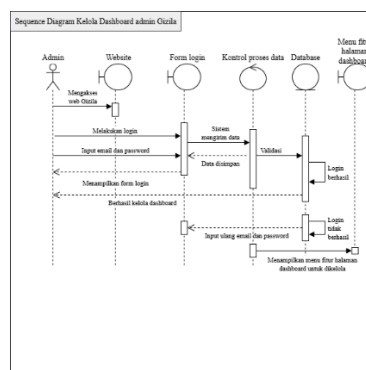 Sequence Diagram Kelola Dashboard admin Gizila
Menu fitur
halaman
dashboard
Admin
Website
Form login
Kontrol proses data
Database
Mengakses
web Gizila
Melakukan login
Sistem
mengirim data
Input email dan password
Data disimpan
Validasi
Login
berhasil
Menampilkan form login
Berhasil kelola dashboard
Login
tidak
berhasil
Input ulang email dan password
Menampilkan menu fitur halaman
dashboard untuk dikelola